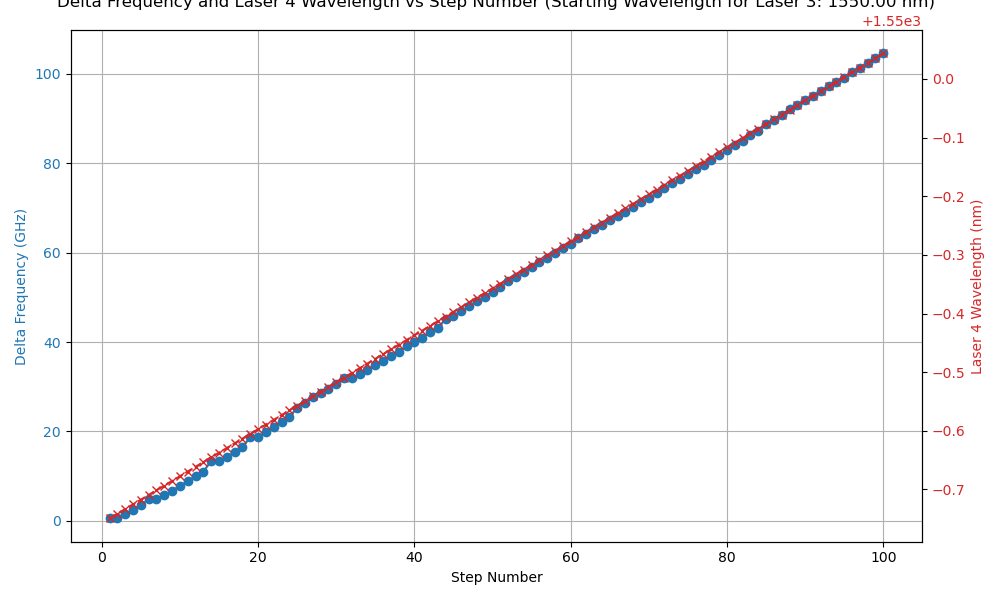 Delta Frequency and Laser 4 Wavelength vs Step Number (Starting Wavelength for Laser 3: 1550.00 nm)
+1.55e3
100
80
60
40
20
0
Delta Frequency (GHz)
0.0
−0.1
−0.2
−0.3
−0.4
−0.5
−0.6
−0.7
Laser 4 Wavelength (nm)
0 20 40 60 80 100
Step Number